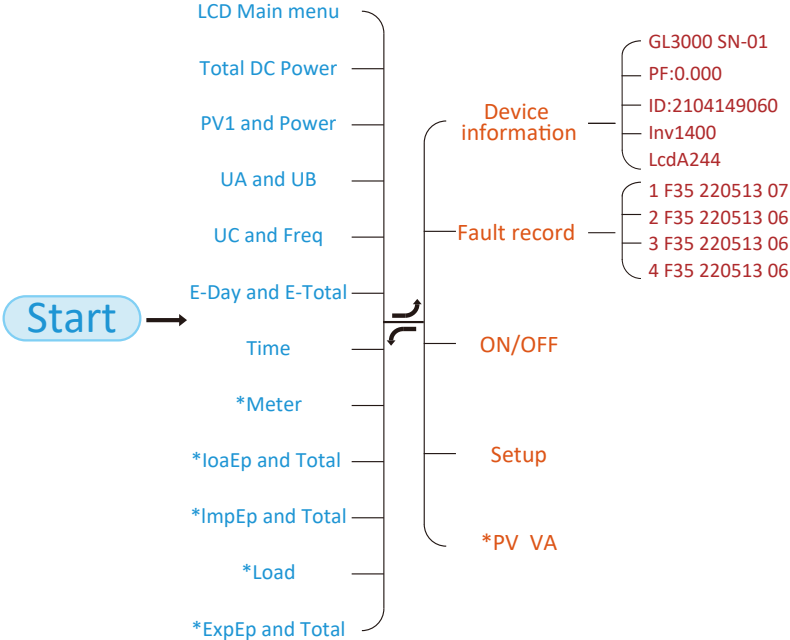 Start
LCD Main menu
Total DC Power
PV1 and Power
UA and UB
UC and Freq
E-Day and E-Total
Time
*Meter
*IoaEp and Total
*ImpEp and Total
*Load
*ExpEp and Total
Device
information
Fault record
ON/OFF
Setup
*PV VA
GL3000 SN-01
PF:0.000
ID:2104149060
Inv1400
LcdA244
1 F35 220513 07
2 F35 220513 06
3 F35 220513 06
4 F35 220513 06